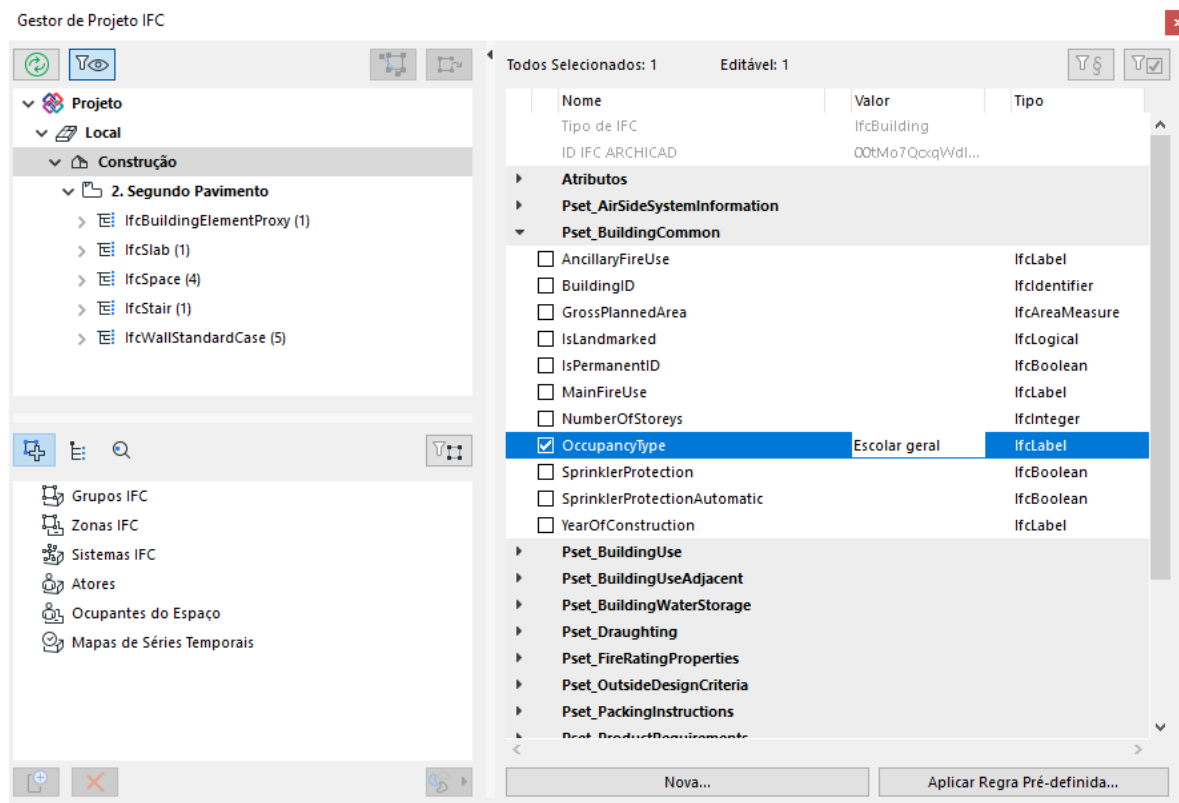 Gestor de Projeto IFC
Projeto
Local
Construção
2. Segundo Pavimento
IfcBuildingElementProxy (1)
IfcSlab (1)
IfcSpace (4)
IfcStair (1)
IfcWallStandardCase (5)
Grupos IFC
Zonas IFC
Sistemas IFC
Atores
Ocupantes do Espaço
Mapas de Séries Temporais
Todos Selecionados: 1 Editável: 1
Nome Valor Tipo
Tipo de IFC IfcBuilding
ID IFC ARCHICAD 00tMo7QcxqWdI...
Atributos
Pset_AirSideSystemInformation
Pset_BuildingCommon
AncillaryFireUse IfcLabel
BuildingID IfcIdentifier
GrossPlannedArea IfcAreaMeasure
IsLandmarked IfcLogical
IsPermanentID IfcBoolean
MainFireUse IfcLabel
NumberOfStoreys IfcInteger
OccupancyType Escolar geral IfcLabel
SprinklerProtection IfcBoolean
SprinklerProtectionAutomatic IfcBoolean
YearOfConstruction IfcLabel
Pset_BuildingUse
Pset_BuildingUseAdjacent
Pset_BuildingWaterStorage
Pset_Draughting
Pset_FireRatingProperties
Pset_OutsideDesignCriteria
Pset_PackingInstructions
Pset_ProductRequirements
Nova... Aplicar Regra Pré-definida...